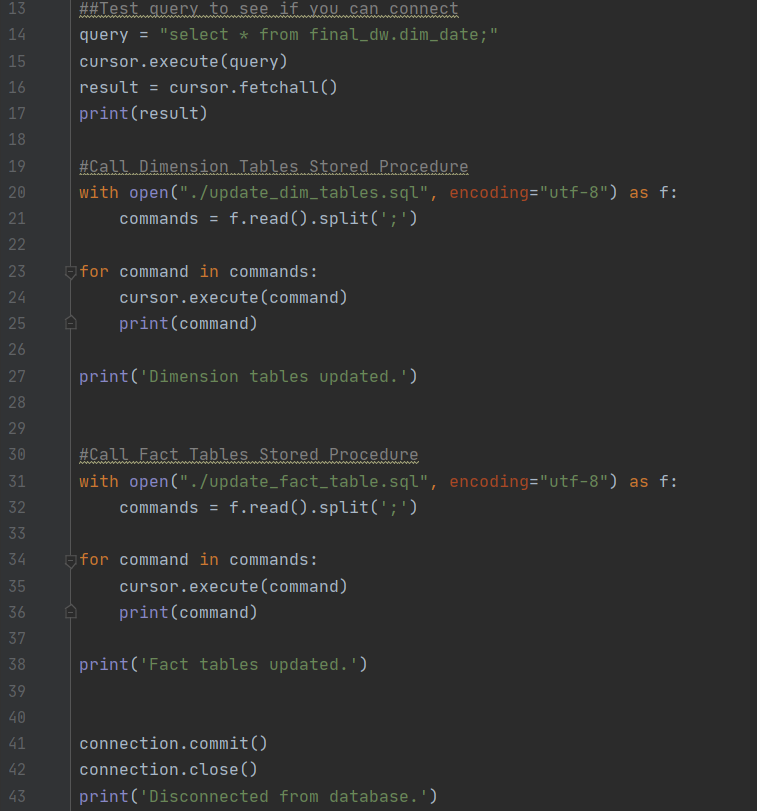 13 ##Test query to see if you can connect
14 query = "select * from final_dw.dim_date;"
15 cursor.execute(query)
16 result = cursor.fetchall()
17 print(result)
18
19 #Call Dimension Tables Stored Procedure
20 with open("./update_dim_tables.sql", encoding="utf-8") as f:
21     commands = f.read().split(';')
22
23 for command in commands:
24     cursor.execute(command)
25     print(command)
26
27 print('Dimension tables updated.')
28
29
30 #Call Fact Tables Stored Procedure
31 with open("./update_fact_table.sql", encoding="utf-8") as f:
32     commands = f.read().split(';')
33
34 for command in commands:
35     cursor.execute(command)
36     print(command)
37
38 print('Fact tables updated.')
39
40
41 connection.commit()
42 connection.close()
43 print('Disconnected from database.')